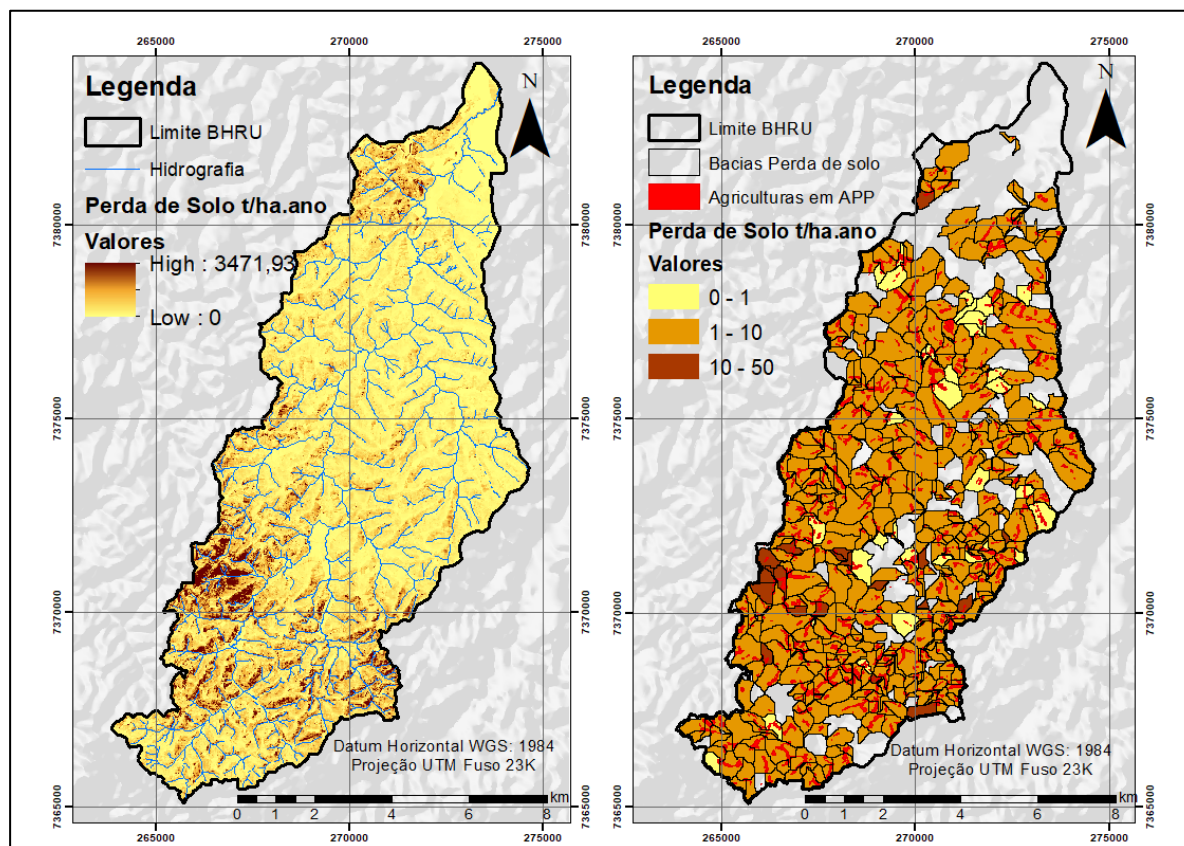 265000 270000 275000
Legenda
N
Limite BHRU
Hidrografia
Perda de Solo t/ha.ano
Valores
High : 3471,93
Low : 0
7380000
7375000
7370000
7365000
7380000
7375000
7370000
7365000
Datum Horizontal WGS: 1984
Projeção UTM Fuso 23K
km
0 1 2 4 6 8
265000 270000 275000
265000 270000 275000
Legenda
N
Limite BHRU
Bacias Perda de solo
Agriculturas em APP
Perda de Solo t/ha.ano
Valores
0 - 1
1 - 10
10 - 50
7380000
7375000
7370000
7365000
7380000
7375000
7370000
7365000
Datum Horizontal WGS: 1984
Projeção UTM Fuso 23K
km
0 1 2 4 6 8
265000 270000 275000